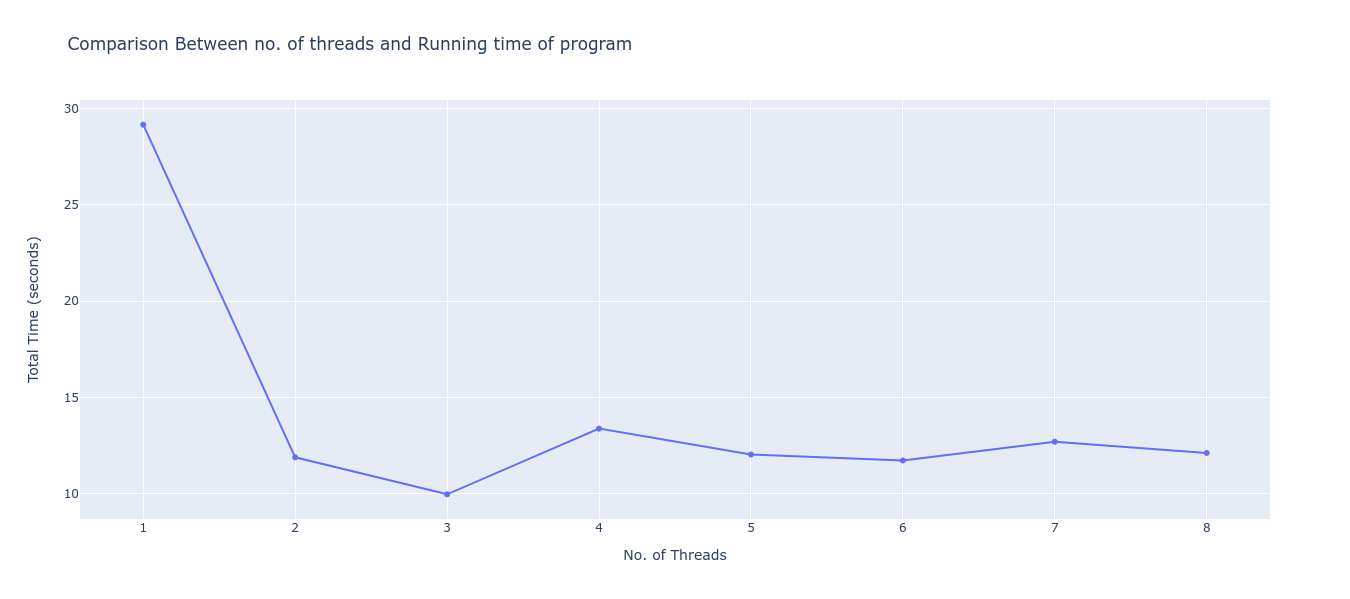 Comparison Between no. of threads and Running time of program
30
25
20
15
10
Total Time (seconds)
1 2 3 4 5 6 7 8
No. of Threads